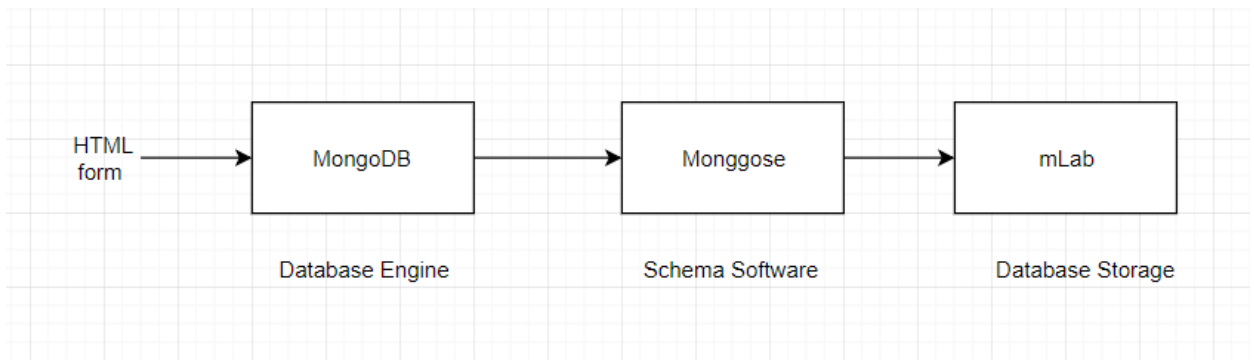 HTML
form
MongoDB
Monggose
mLab
Database Engine
Schema Software
Database Storage